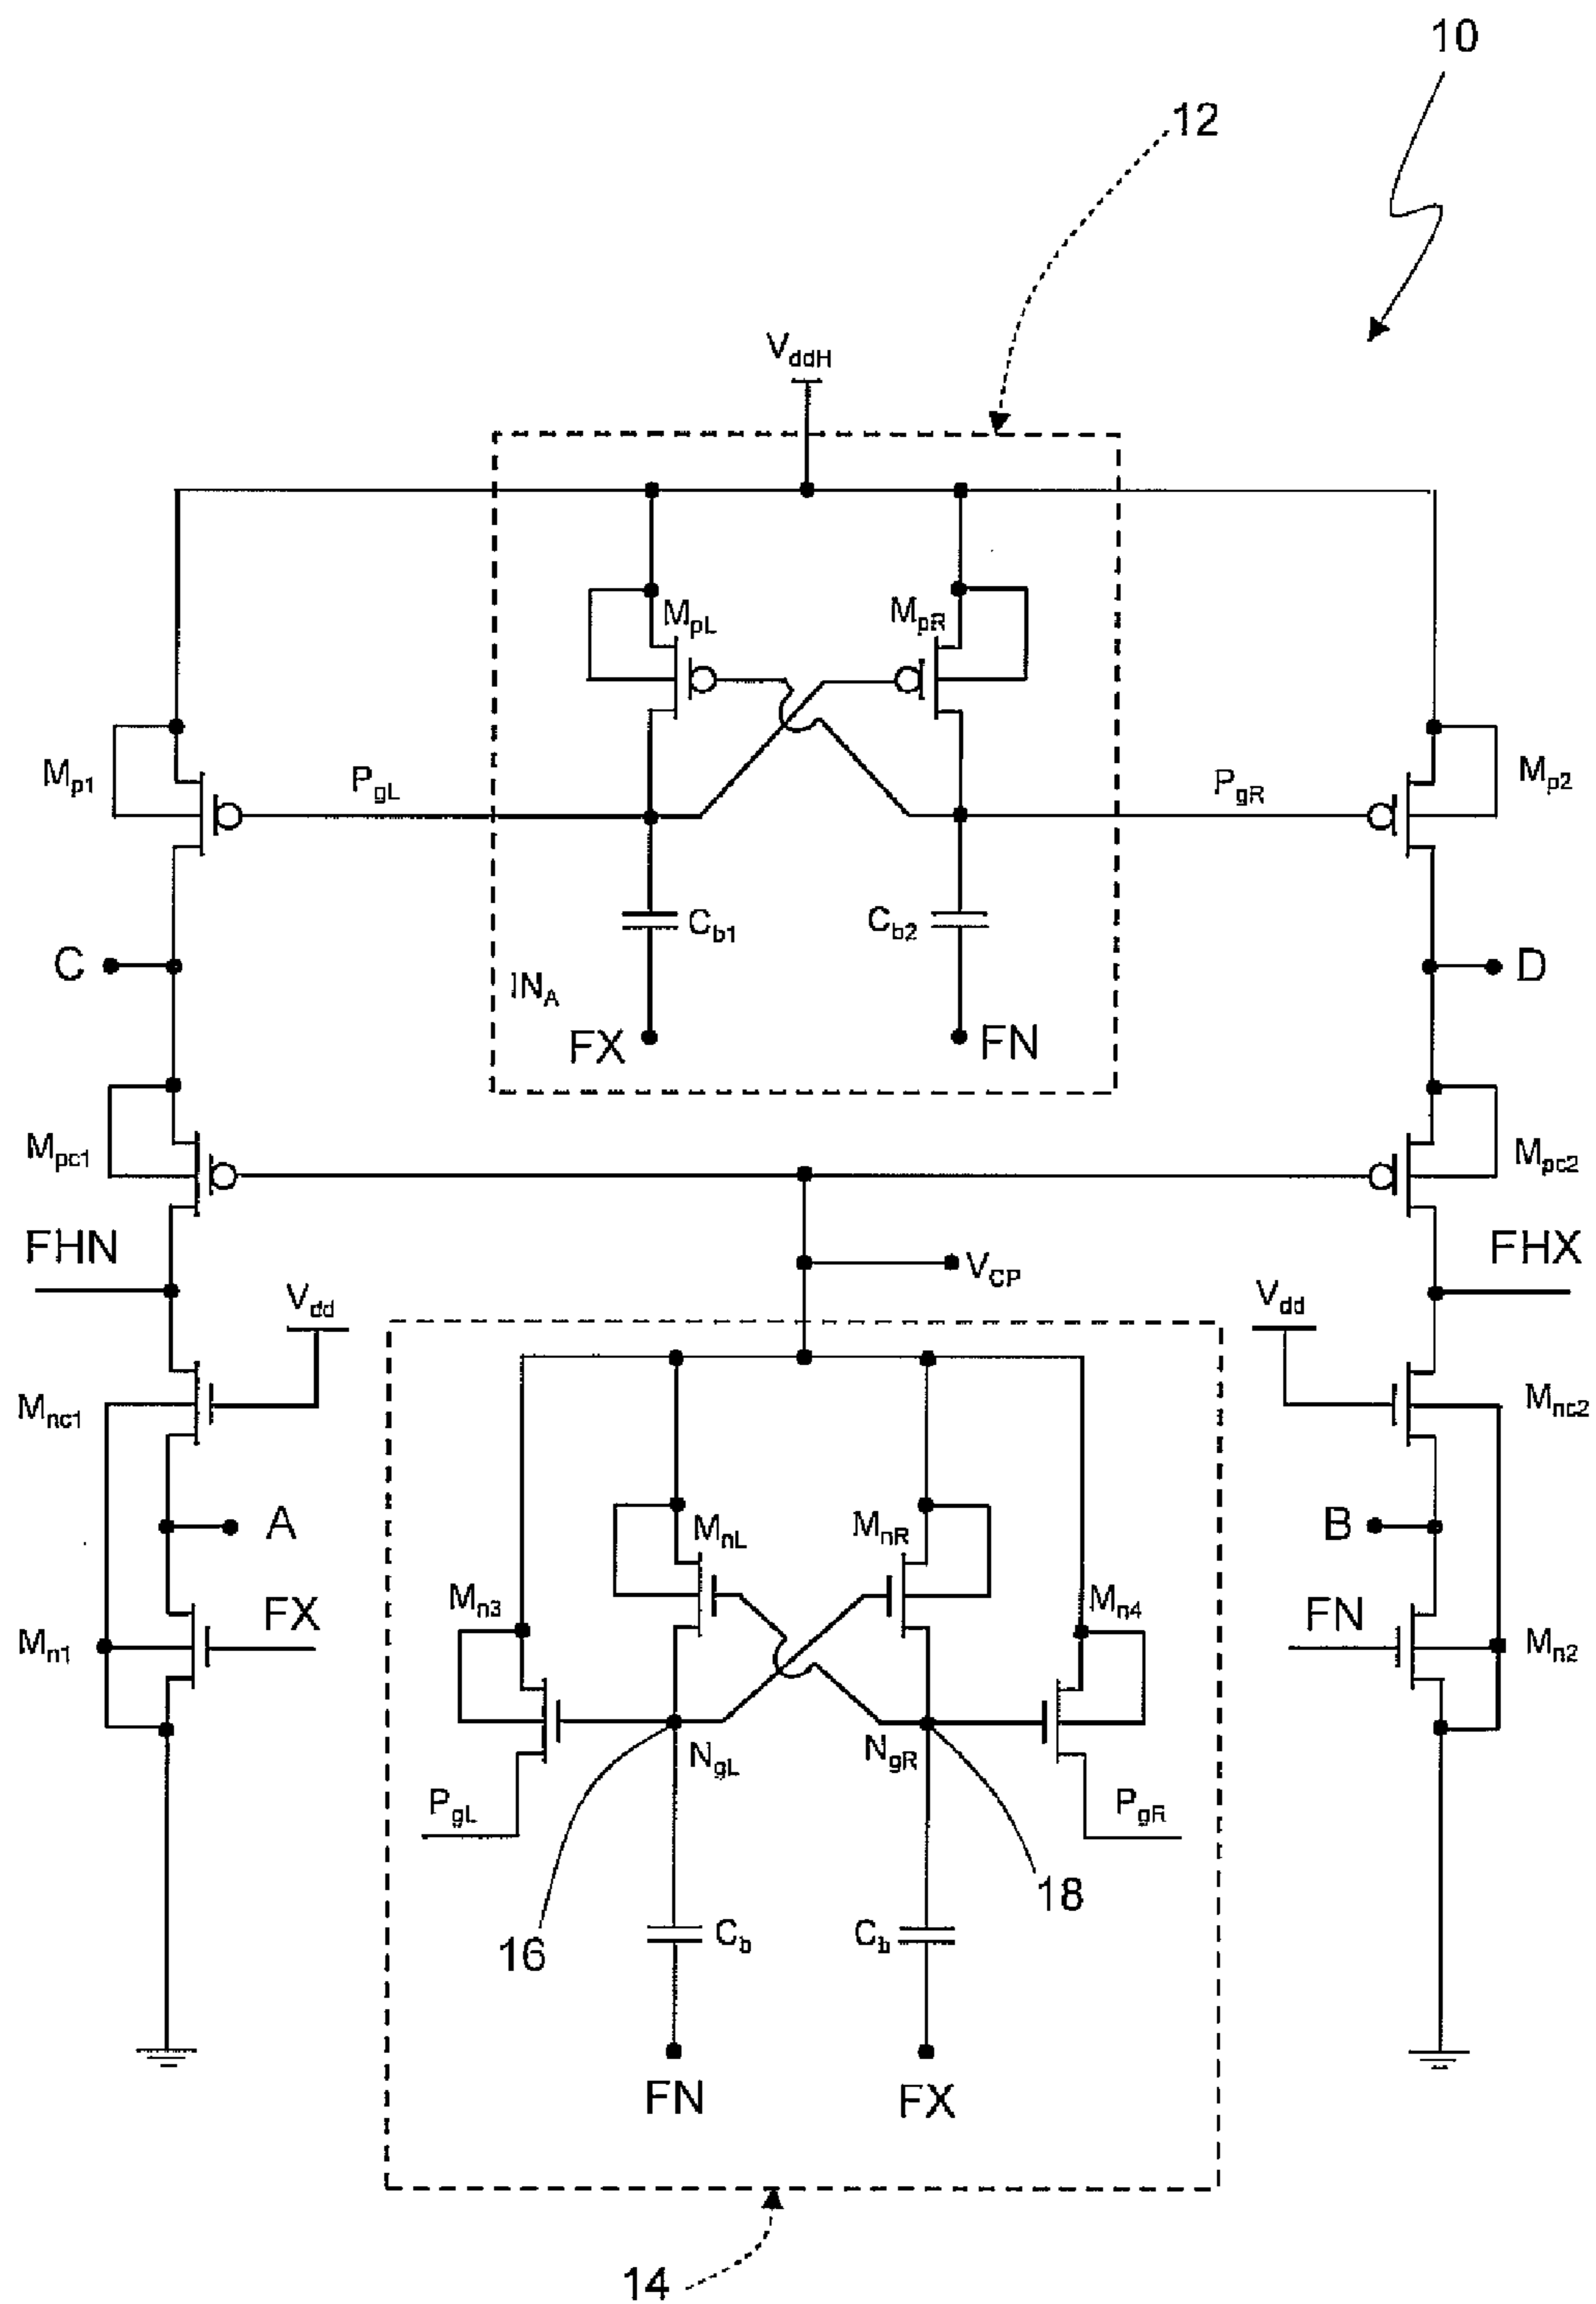 10
12
VddH
MpL
MpR
Mp1
PgL
PgR
Mp2
Cb1
Cb2
C
D
INA
FX
FN
Mpc1
Mpc2
FHN
FHX
VCP
Vdd
Vdd
Mnc1
Mnc2
A
B
MnL
MnR
Mn3
Mn4
FX
FN
Mn1
Mn2
NgL
NgR
PgL
PgR
18
16
Cb
Cb
FN
FX
14